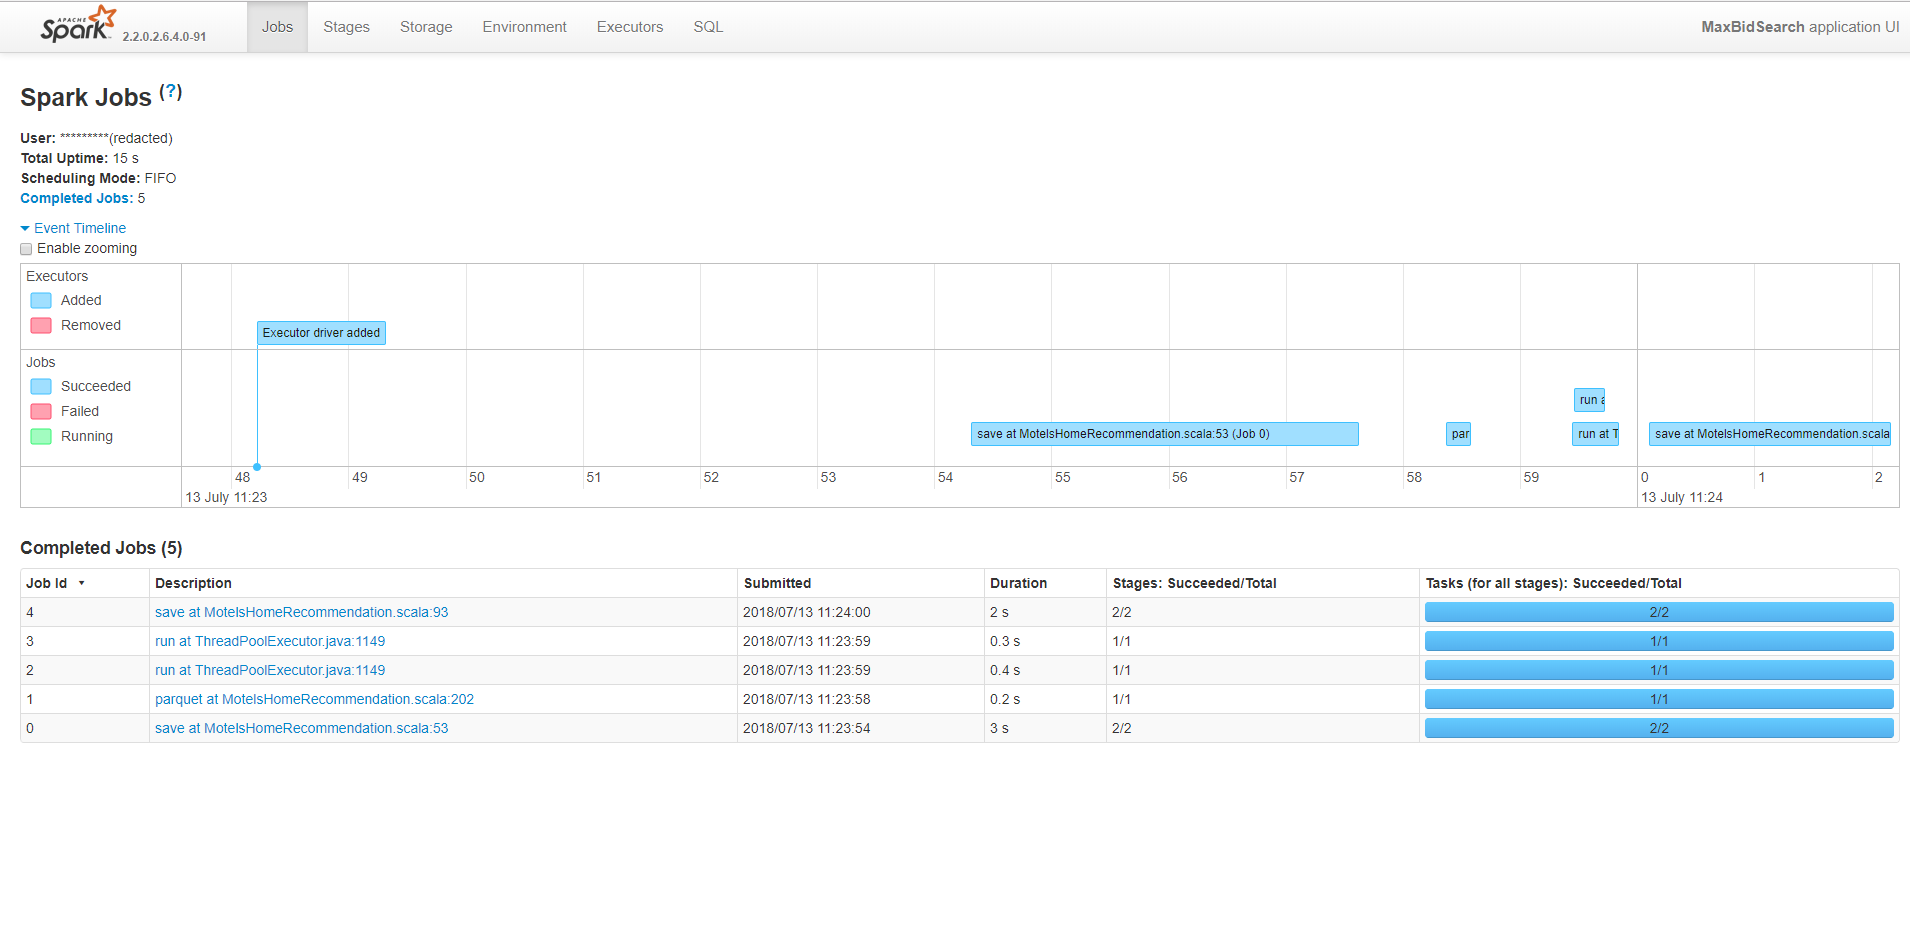 APACHE Spark 2.2.0.2.6.4.0-91 Jobs Stages Storage Environment Executors SQL MaxBidSearch application UI
Spark Jobs (?)
User: *********(redacted)
Total Uptime: 15 s
Scheduling Mode: FIFO
Completed Jobs: 5
Event Timeline
Enable zooming
Executors
Added
Removed
Executor driver added
Jobs
Succeeded
Failed
Running
run a
save at MotelsHomeRecommendation.scala:53 (Job 0) par run at T save at MotelsHomeRecommendation.scala
48 49 50 51 52 53 54 55 56 57 58 59 0 1 2
13 July 11:23 13 July 11:24
Completed Jobs (5)
Job Id ▾ Description Submitted Duration Stages: Succeeded/Total Tasks (for all stages): Succeeded/Total
4 save at MotelsHomeRecommendation.scala:93 2018/07/13 11:24:00 2 s 2/2 2/2
3 run at ThreadPoolExecutor.java:1149 2018/07/13 11:23:59 0.3 s 1/1 1/1
2 run at ThreadPoolExecutor.java:1149 2018/07/13 11:23:59 0.4 s 1/1 1/1
1 parquet at MotelsHomeRecommendation.scala:202 2018/07/13 11:23:58 0.2 s 1/1 1/1
0 save at MotelsHomeRecommendation.scala:53 2018/07/13 11:23:54 3 s 2/2 2/2